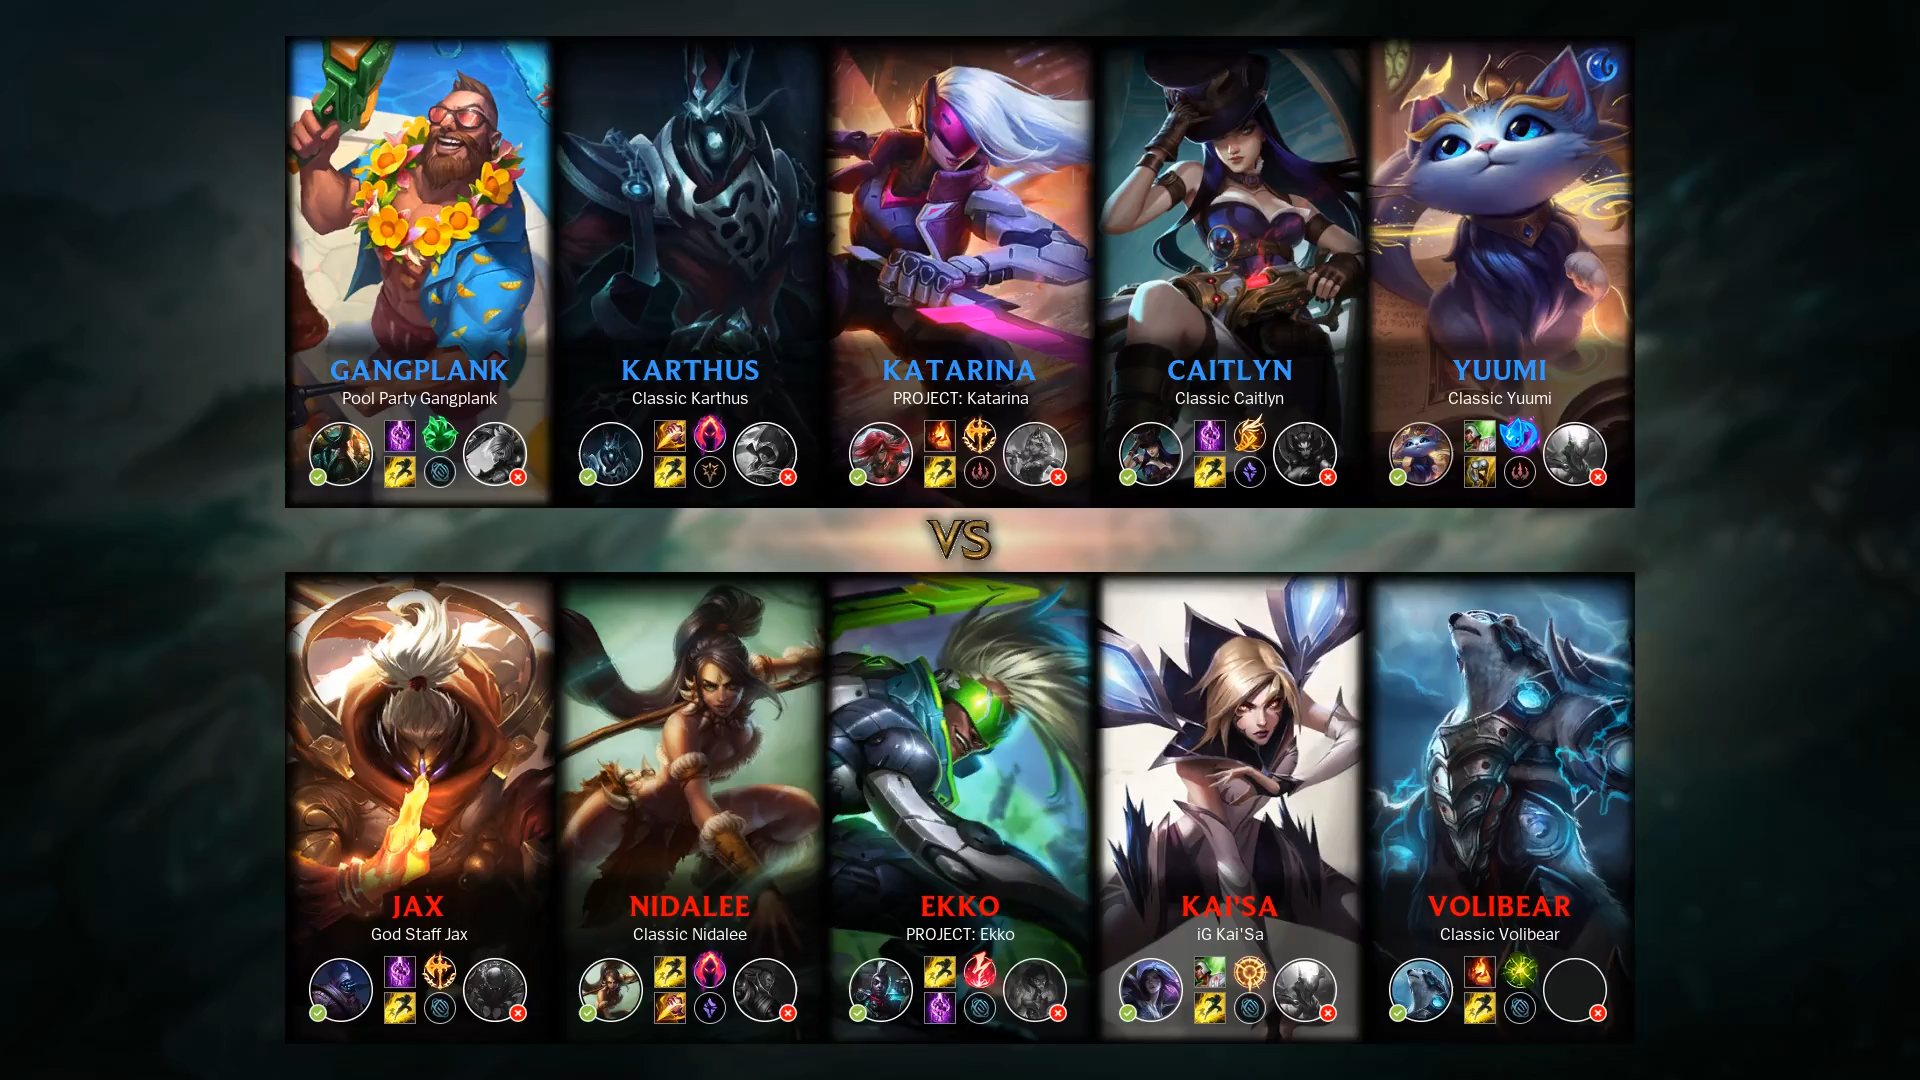 GANGPLANK
Pool Party Gangplank
KARTHUS
Classic Karthus
KATARINA
PROJECT: Katarina
CAITLYN
Classic Caitlyn
YUUMI
Classic Yuumi
VS
JAX
God Staff Jax
NIDALEE
Classic Nidalee
EKKO
PROJECT: Ekko
KAI'SA
iG Kai'Sa
VOLIBEAR
Classic Volibear